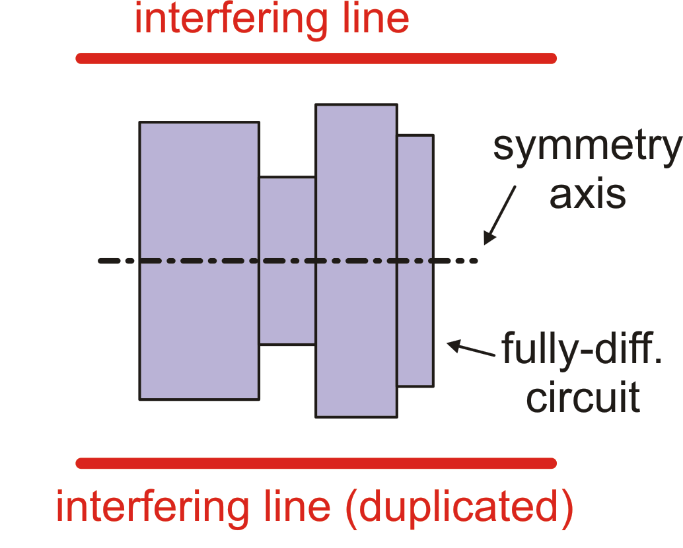 interfering line
symmetry
axis
fully-diff.
circuit
interfering line (duplicated)